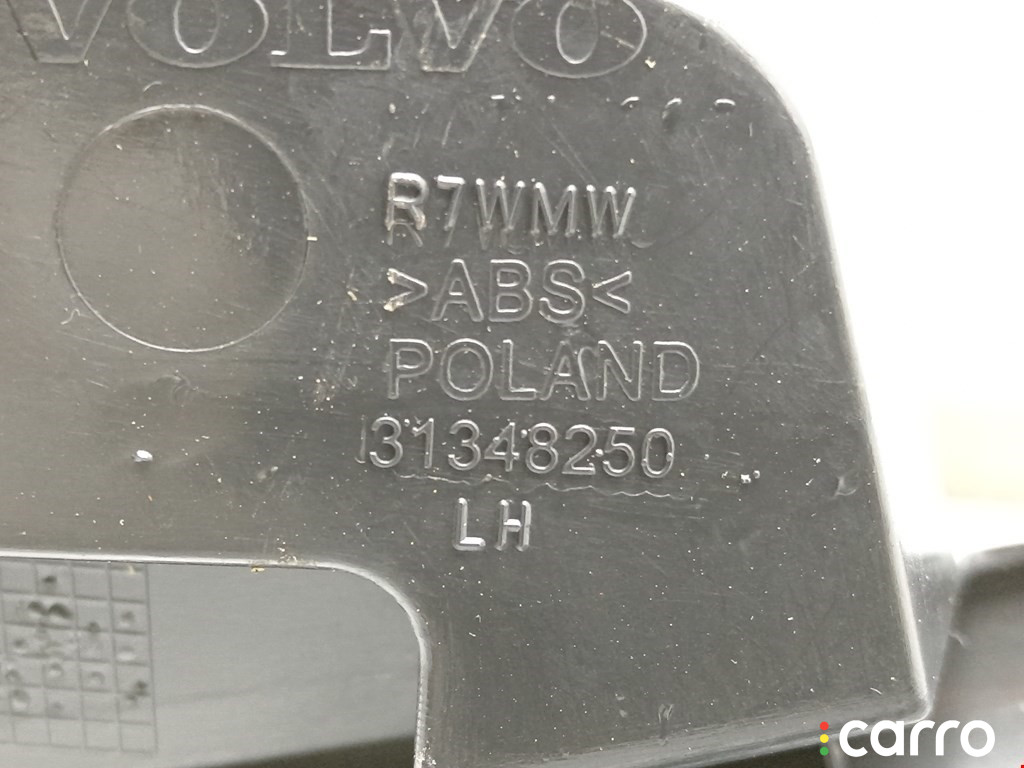 VOLVO
R7WMW
>ABS<
POLAND
31348250
LH
carro